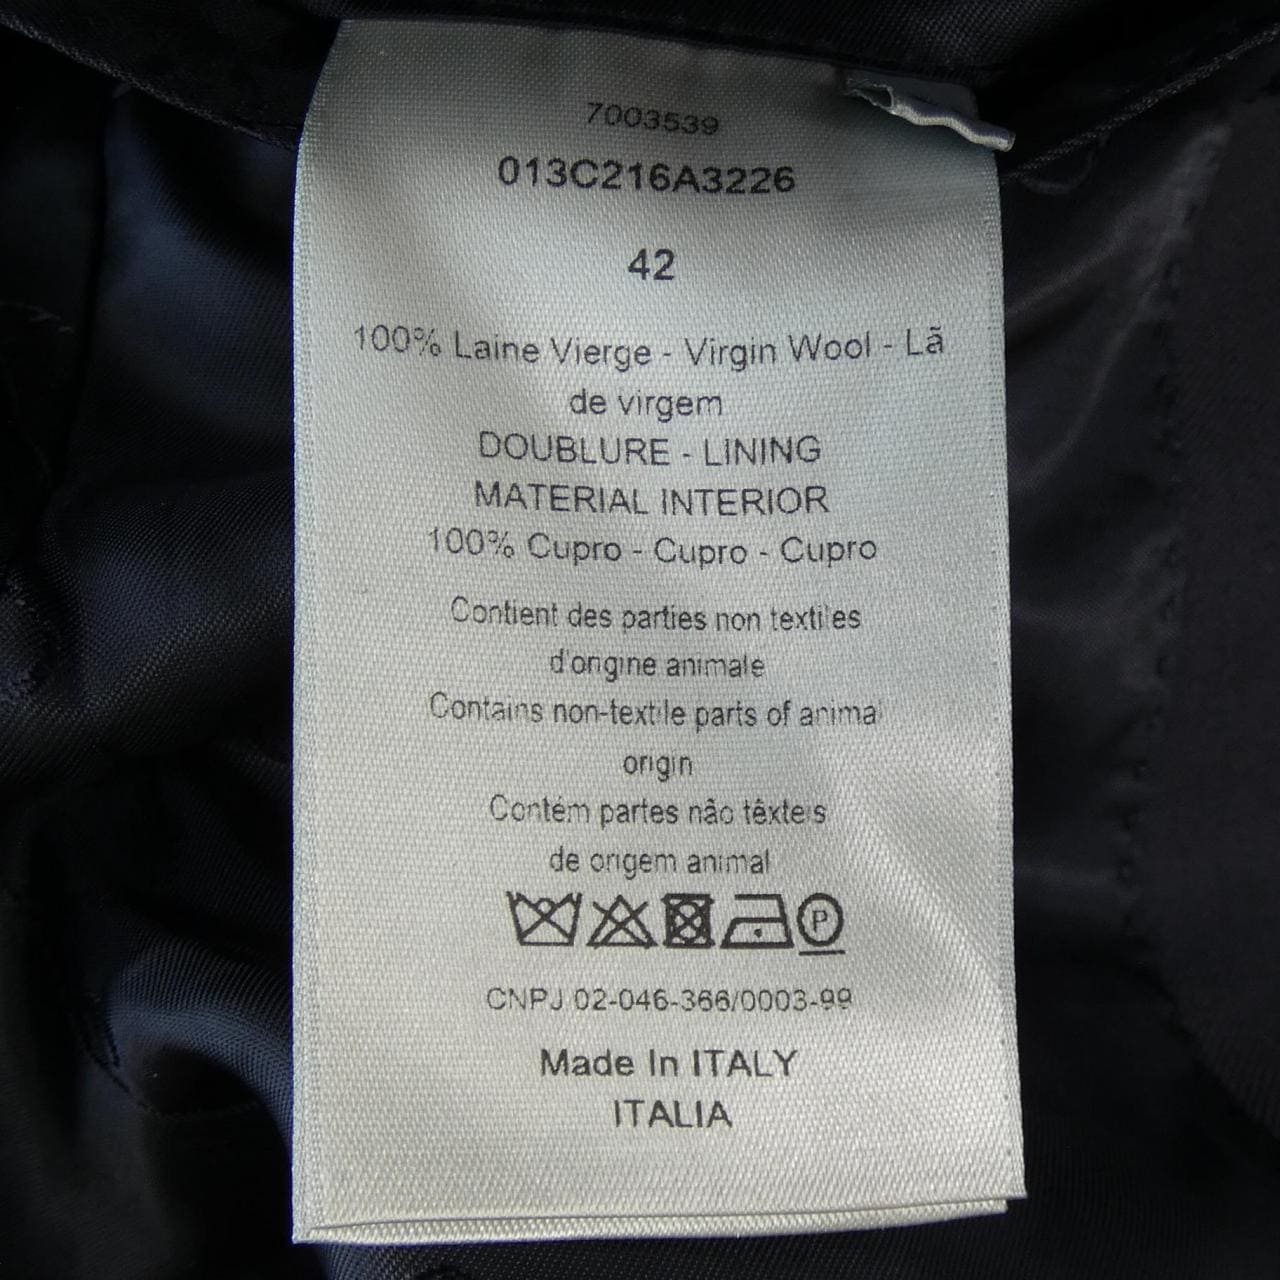 7003539
013C216A3226
42
100% Laine Vierge - Virgin Wool - Lã
de virgem
DOUBLURE - LINING
MATERIAL INTERIOR
100% Cupro - Cupro - Cupro
Contient des parties non textiles
d'origine animale
Contains non-textile parts of animal
origin
Contém partes não têxteis
de origem animal
P
CNPJ 02-046-366/0003-99
Made In ITALY
ITALIA